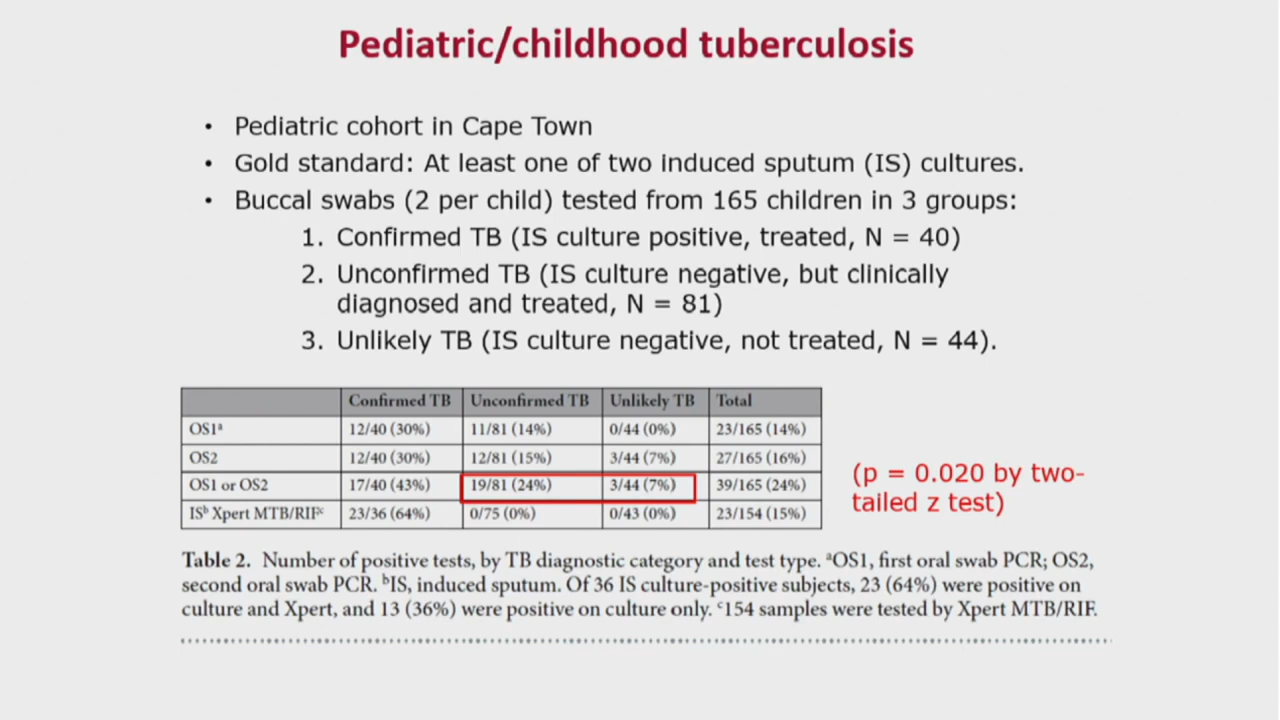 Pediatric/childhood tuberculosis
• Pediatric cohort in Cape Town
• Gold standard: At least one of two induced sputum (IS) cultures.
• Buccal swabs (2 per child) tested from 165 children in 3 groups:
1. Confirmed TB (IS culture positive, treated, N = 40)
2. Unconfirmed TB (IS culture negative, but clinically
diagnosed and treated, N = 81)
3. Unlikely TB (IS culture negative, not treated, N = 44).
Confirmed TB Unconfirmed TB Unlikely TB Total
OS1ᵃ 12/40 (30%) 11/81 (14%) 0/44 (0%) 23/165 (14%)
OS2 12/40 (30%) 12/81 (15%) 3/44 (7%) 27/165 (16%)
OS1 or OS2 17/40 (43%) 19/81 (24%) 3/44 (7%) 39/165 (24%)
ISᵇ Xpert MTB/RIFᶜ 23/36 (64%) 0/75 (0%) 0/43 (0%) 23/154 (15%)
(p = 0.020 by two-
tailed z test)
Table 2. Number of positive tests, by TB diagnostic category and test type. ᵃOS1, first oral swab PCR; OS2,
second oral swab PCR. ᵇIS, induced sputum. Of 36 IS culture-positive subjects, 23 (64%) were positive on
culture and Xpert, and 13 (36%) were positive on culture only. ᶜ154 samples were tested by Xpert MTB/RIF.